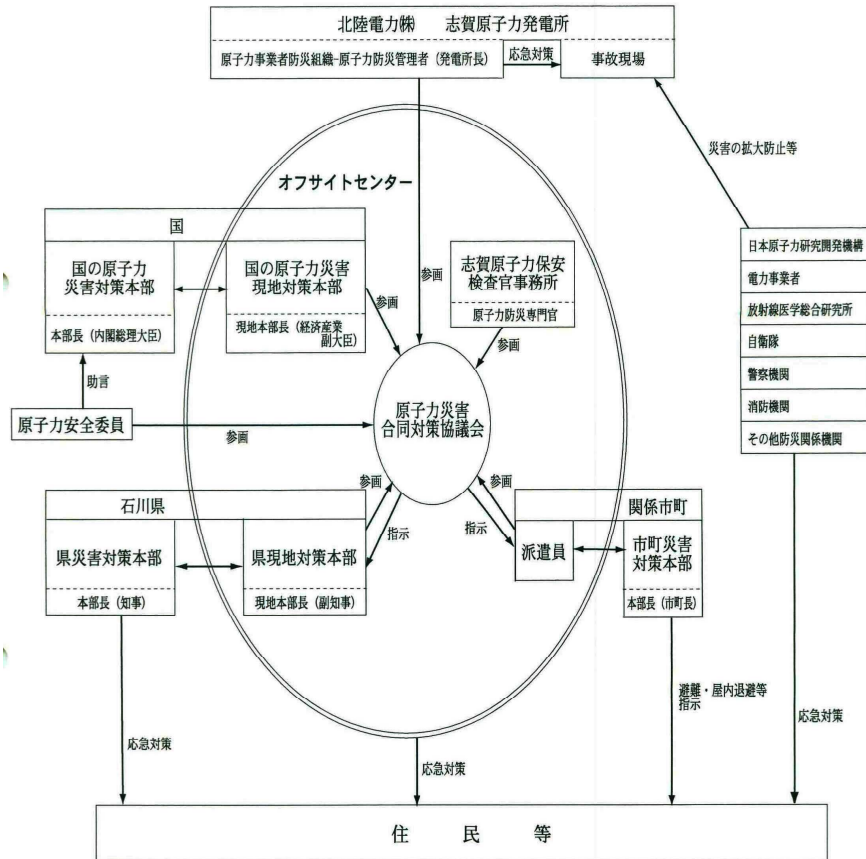 北陸電力㈱　志賀原子力発電所
原子力事業者防災組織-原子力防災管理者（発電所長）
応急対策
事故現場
災害の拡大防止等
オフサイトセンター
国
国の原子力
災害対策本部
本部長（内閣総理大臣）
国の原子力災害
現地対策本部
現地本部長（経済産業
副大臣）
参画
参画
志賀原子力保安
検査官事務所
原子力防災専門官
参画
日本原子力研究開発機構
電力事業者
放射線医学総合研究所
自衛隊
警察機関
消防機関
その他防災関係機関
助言
原子力安全委員
参画
原子力災害
合同対策協議会
石川県
県災害対策本部
本部長（知事）
県現地対策本部
現地本部長（副知事）
参画
指示
参画
指示
関係市町
派遣員
市町災害
対策本部
本部長（市町長）
避難・屋内退避等
指示
応急対策
応急対策
応急対策
住　民　等